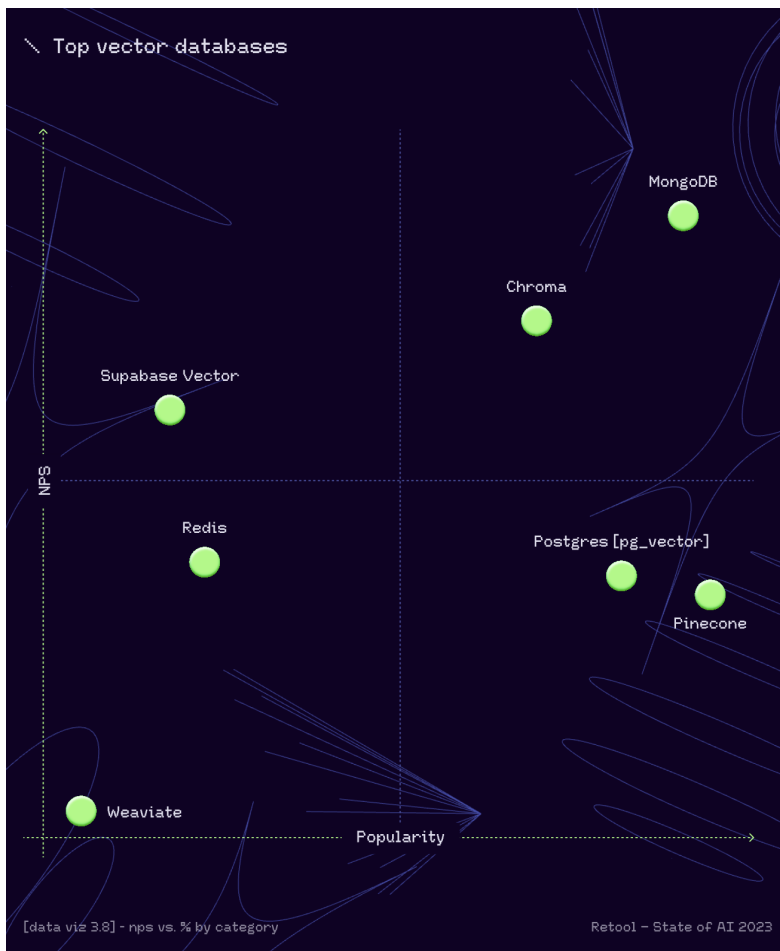 Top vector databases
MongoDB
Chroma
Supabase Vector
NPS
Redis
Postgres [pg_vector]
Pinecone
Weaviate
Popularity
[data viz 3.8] - nps vs. % by category
Retool – State of AI 2023